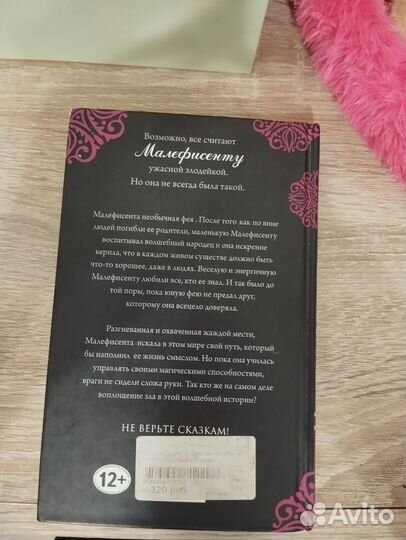 Возможно, все считают
Малефисенту
ужасной злодейкой.
Но она не всегда была такой.
Малефисента необычная фея . После того как по вине
людей погибли ее родители, маленькую Малефисенту
воспитывал волшебный народец и она искренне
верила, что в каждом живом существе должно быть
что-то хорошее, даже в людях. Веселую и энергичную
Малефисенту любили все, кто ее знал. И так было до
той поры, пока юную фею не предал друг,
которому она всецело доверяла.
Разгневанная и охваченная жаждой мести,
Малефисента искала в этом мире свой путь, который
бы наполнил ее жизнь смыслом. Но пока она училась
управлять своими магическими способностями,
враги не сидели сложа руки. Так кто же на самом деле
воплощение зла в этой волшебной истории?
НЕ ВЕРЬТЕ СКАЗКАМ!
12+
320 руб.
Avito